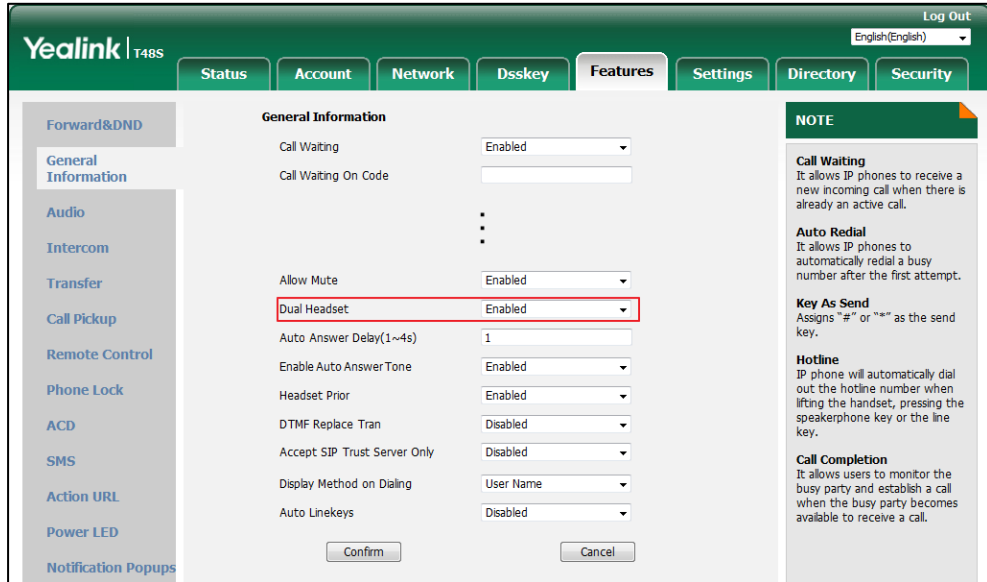 Log Out
English(English)
Yealink T48S
Status Account Network Dsskey Features Settings Directory Security
Forward&DND
General
Information
Audio
Intercom
Transfer
Call Pickup
Remote Control
Phone Lock
ACD
SMS
Action URL
Power LED
Notification Popups
General Information
Call Waiting Enabled
Call Waiting On Code
Allow Mute Enabled
Dual Headset Enabled
Auto Answer Delay(1~4s) 1
Enable Auto Answer Tone Enabled
Headset Prior Enabled
DTMF Replace Tran Disabled
Accept SIP Trust Server Only Disabled
Display Method on Dialing User Name
Auto Linekeys Disabled
Confirm Cancel
NOTE
Call Waiting
It allows IP phones to receive a
new incoming call when there is
already an active call.
Auto Redial
It allows IP phones to
automatically redial a busy
number after the first attempt.
Key As Send
Assigns "#" or "*" as the send
key.
Hotline
IP phone will automatically dial
out the hotline number when
lifting the handset, pressing the
speakerphone key or the line
key.
Call Completion
It allows users to monitor the
busy party and establish a call
when the busy party becomes
available to receive a call.